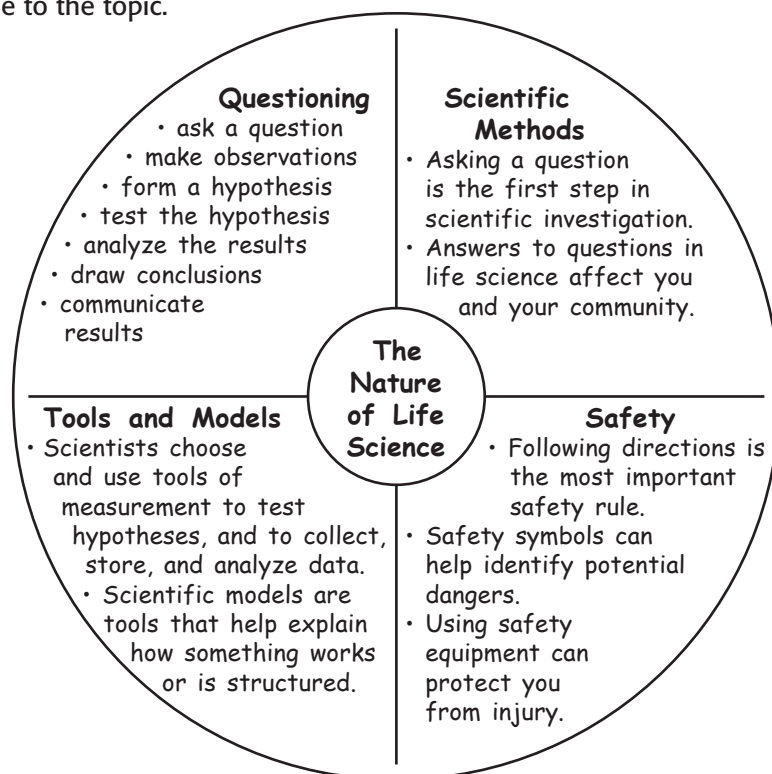 e to the topic.
Questioning
• ask a question
• make observations
• form a hypothesis
• test the hypothesis
• analyze the results
• draw conclusions
• communicate
results
Scientific
Methods
• Asking a question
is the first step in
scientific investigation.
• Answers to questions in
life science affect you
and your community.
The
Nature
of Life
Science
Tools and Models
• Scientists choose
and use tools of
measurement to test
hypotheses, and to collect,
store, and analyze data.
• Scientific models are
tools that help explain
how something works
or is structured.
Safety
• Following directions is
the most important
safety rule.
• Safety symbols can
help identify potential
dangers.
• Using safety
equipment can
protect you
from injury.